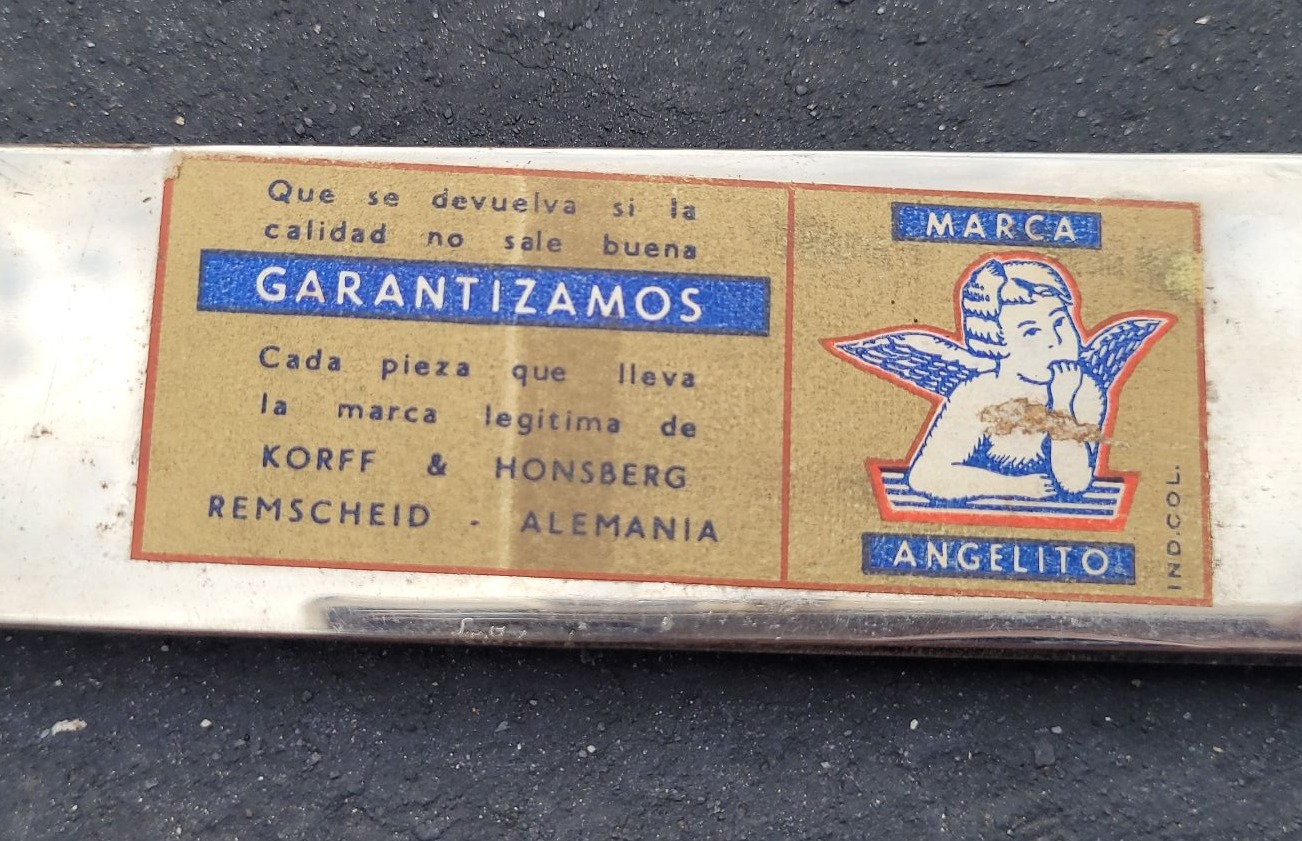 Que se devuelva si la
calidad no sale buena
GARANTIZAMOS
Cada pieza que lleva
la marca legitima de
KORFF & HONSBERG
REMSCHEID - ALEMANIA
MARCA
ANGELITO
IND.COL.